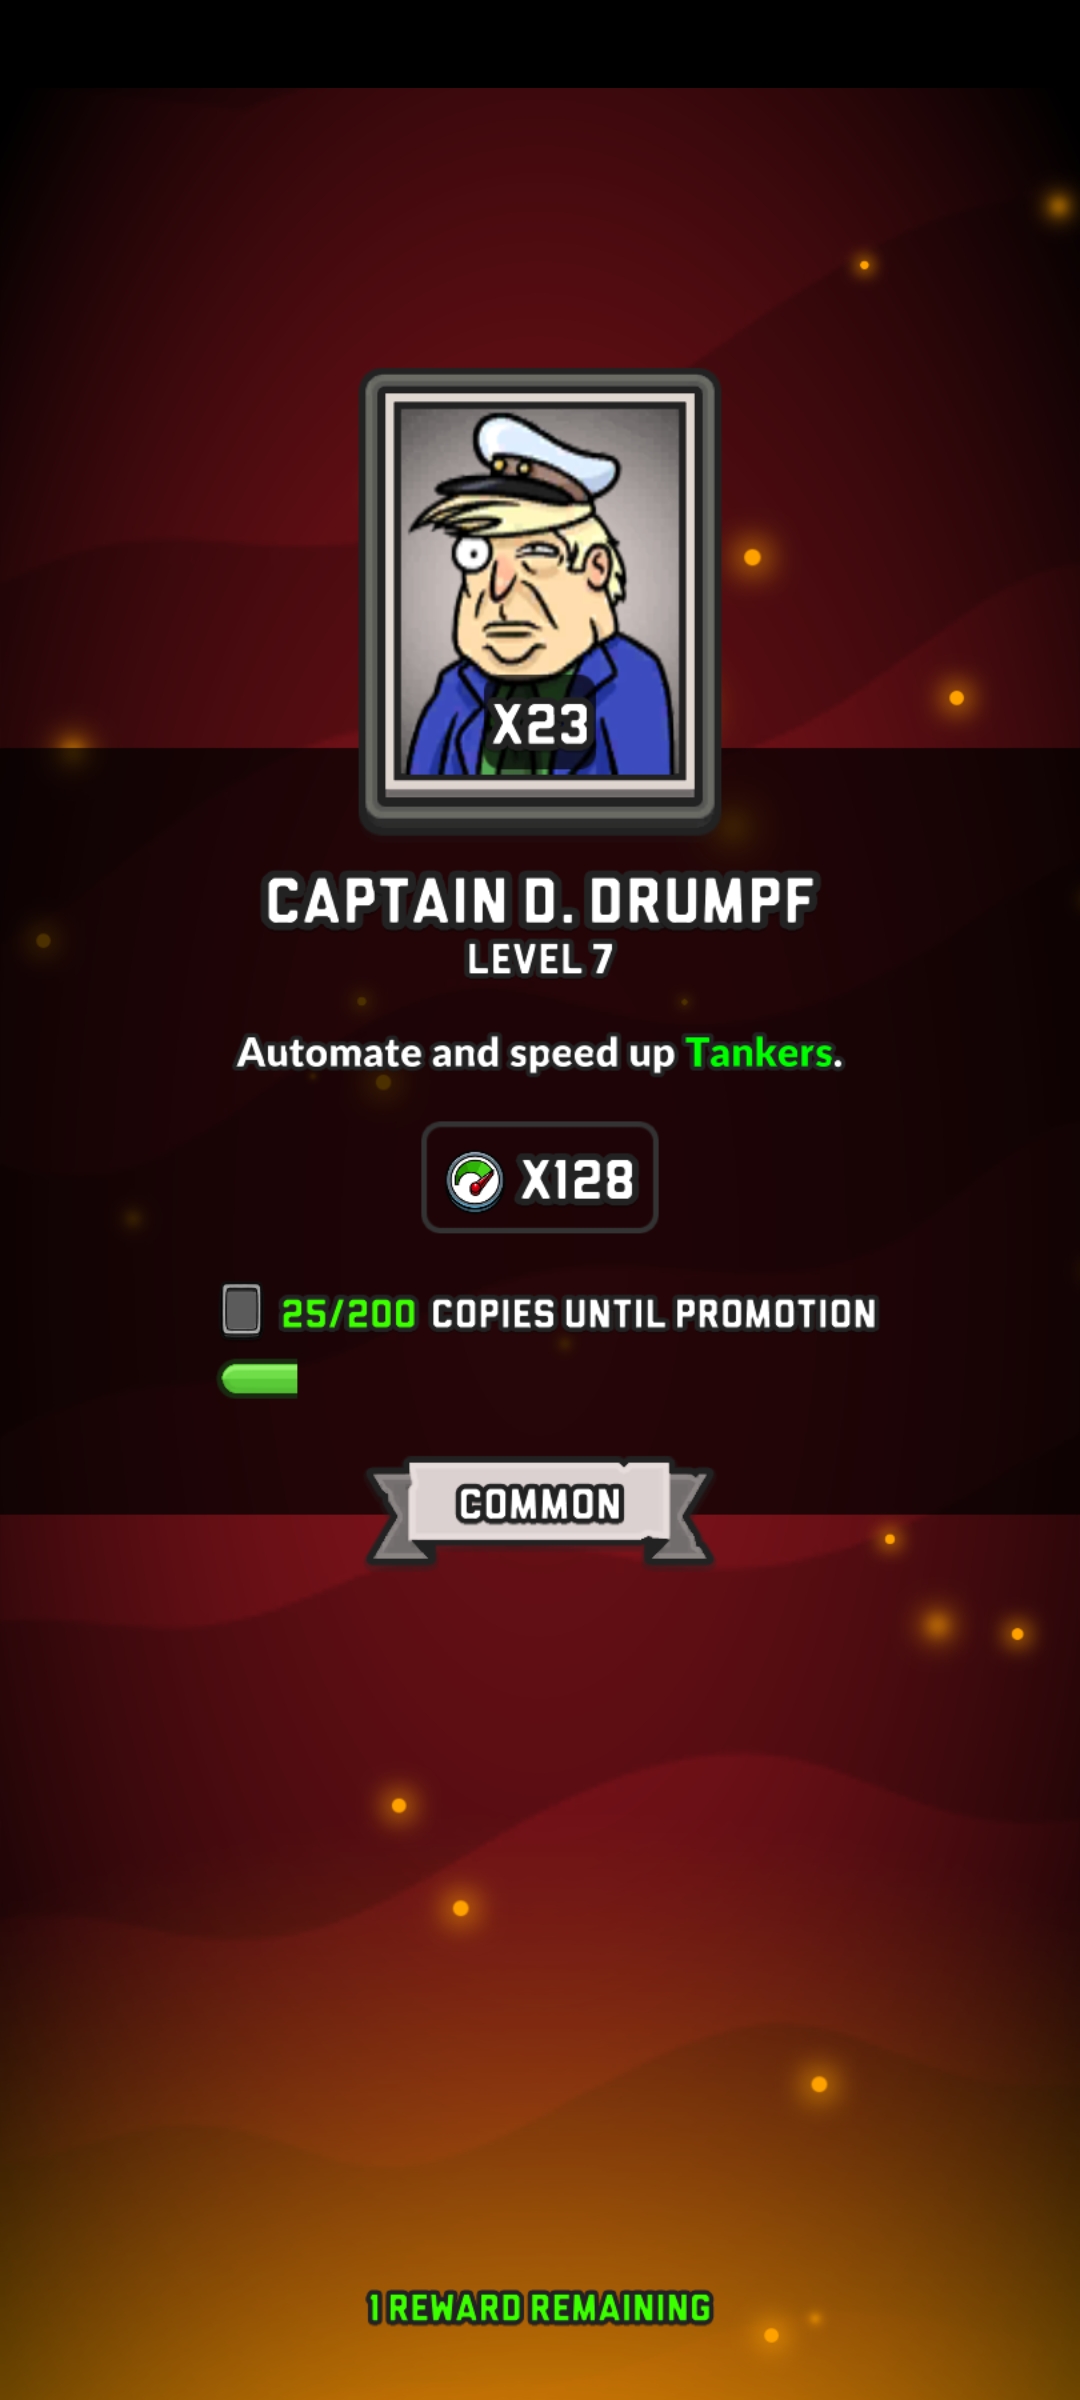 X23
CAPTAIN D. DRUMPF
LEVEL 7
Automate and speed up Tankers.
X128
25/200 COPIES UNTIL PROMOTION
COMMON
1 REWARD REMAINING